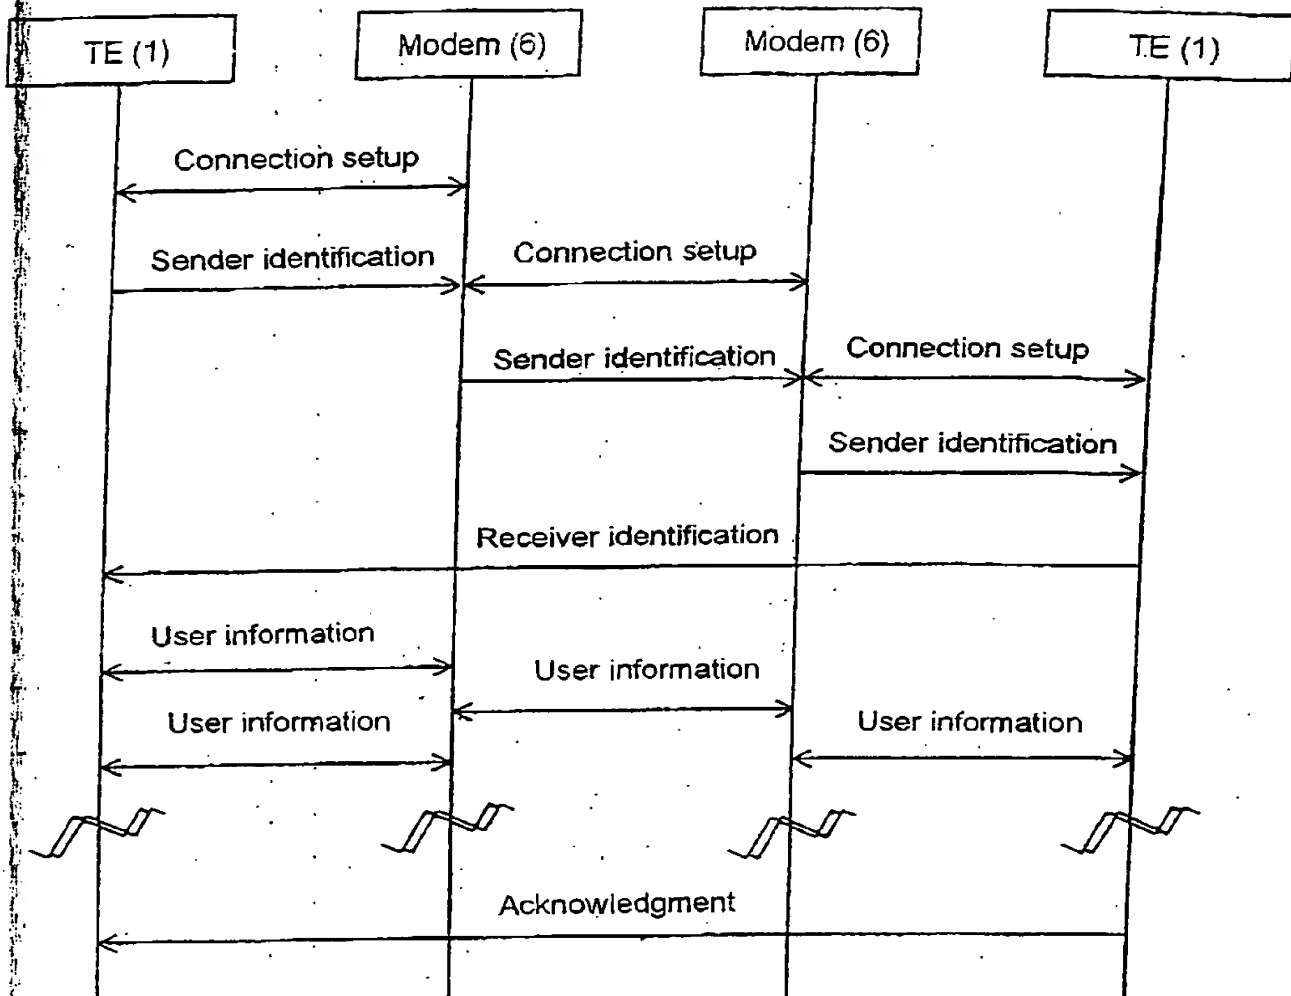 TE (1)
Modem (6)
Modem (6)
TE (1)
Connection setup
Sender identification
Connection setup
Sender identification
Connection setup
Sender identification
Receiver identification
User information
User information
User information
User information
Acknowledgment